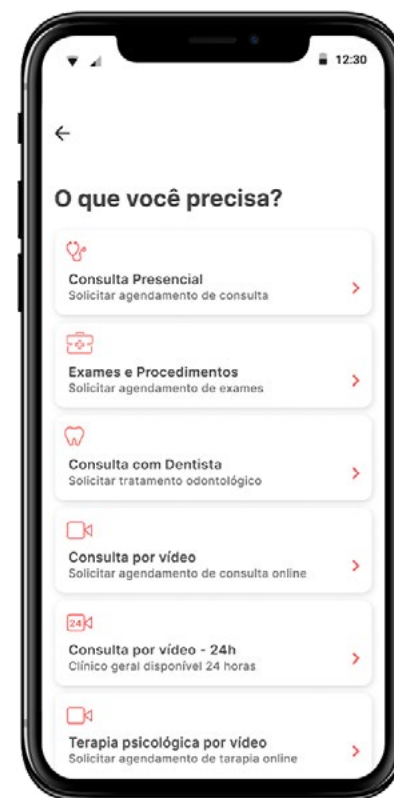 12:30
O que você precisa?
Consulta Presencial
Solicitar agendamento de consulta
Exames e Procedimentos
Solicitar agendamento de exames
Consulta com Dentista
Solicitar tratamento odontológico
Consulta por vídeo
Solicitar agendamento de consulta online
24
Consulta por vídeo - 24h
Clínico geral disponível 24 horas
Terapia psicológica por vídeo
Solicitar agendamento de tarapia online